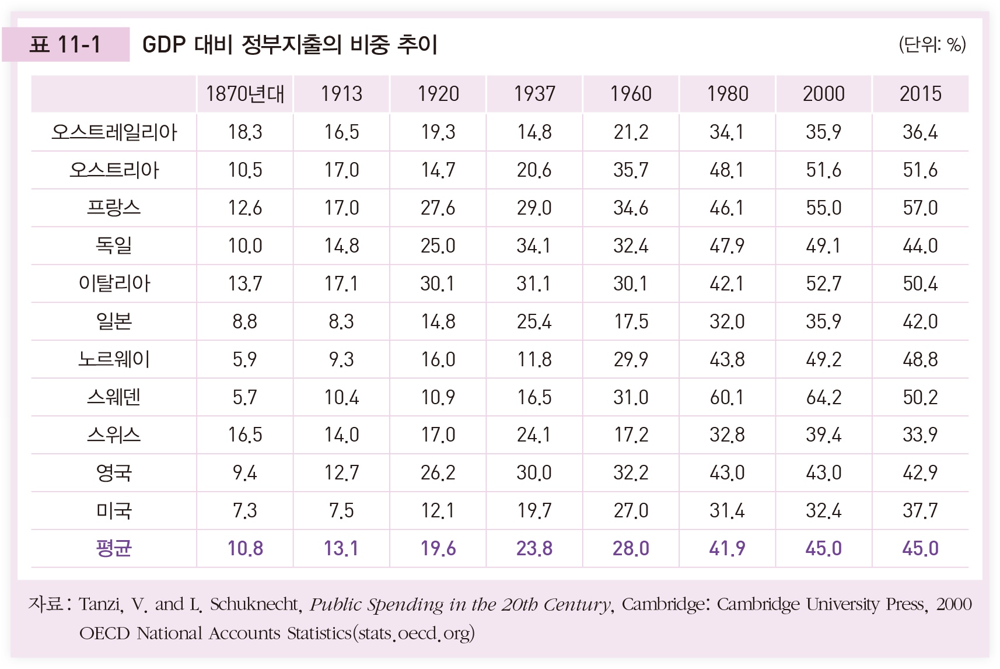 표 11-1 GDP 대비 정부지출의 비중 추이 (단위: %)
1870년대 1913 1920 1937 1960 1980 2000 2015
오스트레일리아 18.3 16.5 19.3 14.8 21.2 34.1 35.9 36.4
오스트리아 10.5 17.0 14.7 20.6 35.7 48.1 51.6 51.6
프랑스 12.6 17.0 27.6 29.0 34.6 46.1 55.0 57.0
독일 10.0 14.8 25.0 34.1 32.4 47.9 49.1 44.0
이탈리아 13.7 17.1 30.1 31.1 30.1 42.1 52.7 50.4
일본 8.8 8.3 14.8 25.4 17.5 32.0 35.9 42.0
노르웨이 5.9 9.3 16.0 11.8 29.9 43.8 49.2 48.8
스웨덴 5.7 10.4 10.9 16.5 31.0 60.1 64.2 50.2
스위스 16.5 14.0 17.0 24.1 17.2 32.8 39.4 33.9
영국 9.4 12.7 26.2 30.0 32.2 43.0 43.0 42.9
미국 7.3 7.5 12.1 19.7 27.0 31.4 32.4 37.7
평균 10.8 13.1 19.6 23.8 28.0 41.9 45.0 45.0
자료: Tanzi, V. and L. Schuknecht, Public Spending in the 20th Century, Cambridge: Cambridge University Press, 2000
OECD National Accounts Statistics(stats.oecd.org)